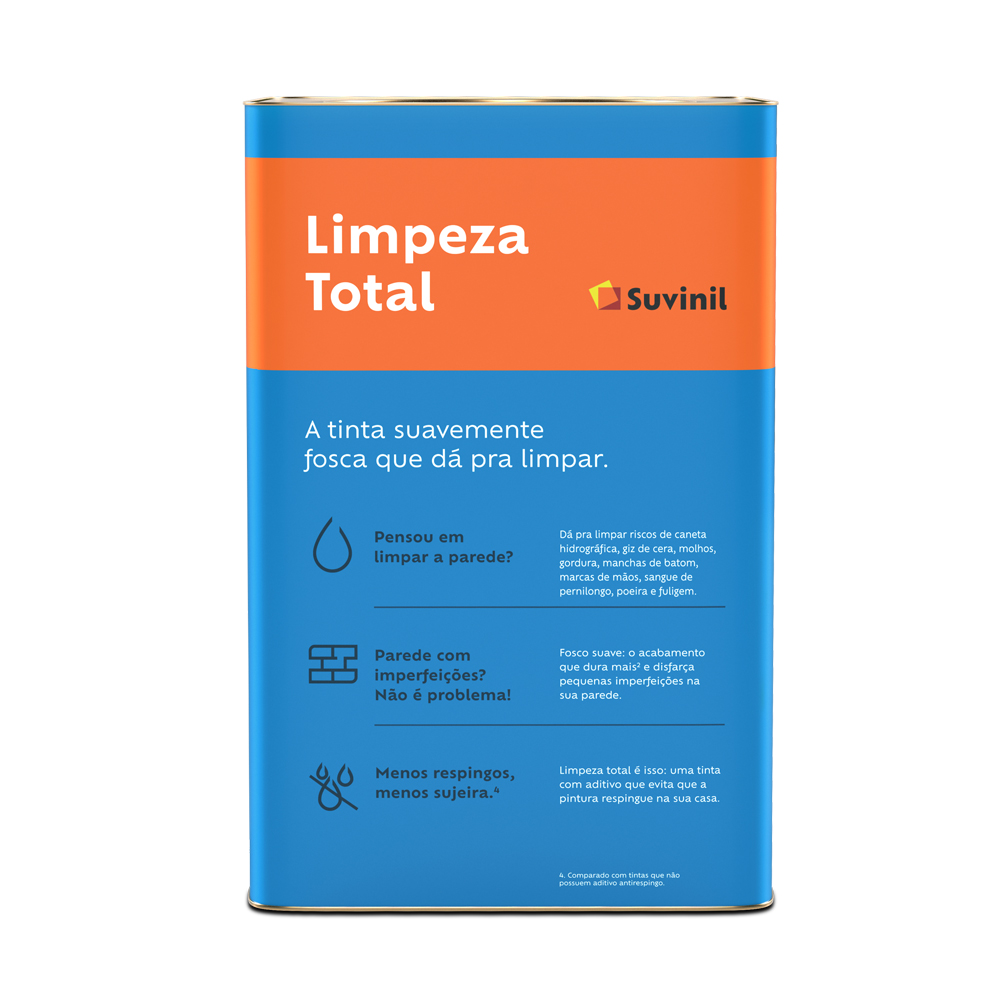 Limpeza
Total
Suvinil
A tinta suavemente
fosca que dá pra limpar.
Pensou em
limpar a parede?
Dá pra limpar riscos de caneta
hidrográfica, giz de cera, molhos,
gordura, manchas de batom,
marcas de mãos, sangue de
pernilongo, poeira e fuligem.
Parede com
imperfeições?
Não é problema!
Fosco suave: o acabamento
que dura mais² e disfarça
pequenas imperfeições na
sua parede.
Menos respingos,
menos sujeira.⁴
Limpeza total é isso: uma tinta
com aditivo que evita que a
pintura respingue na sua casa.
4. Comparado com tintas que não
possuem aditivo antirespingo.